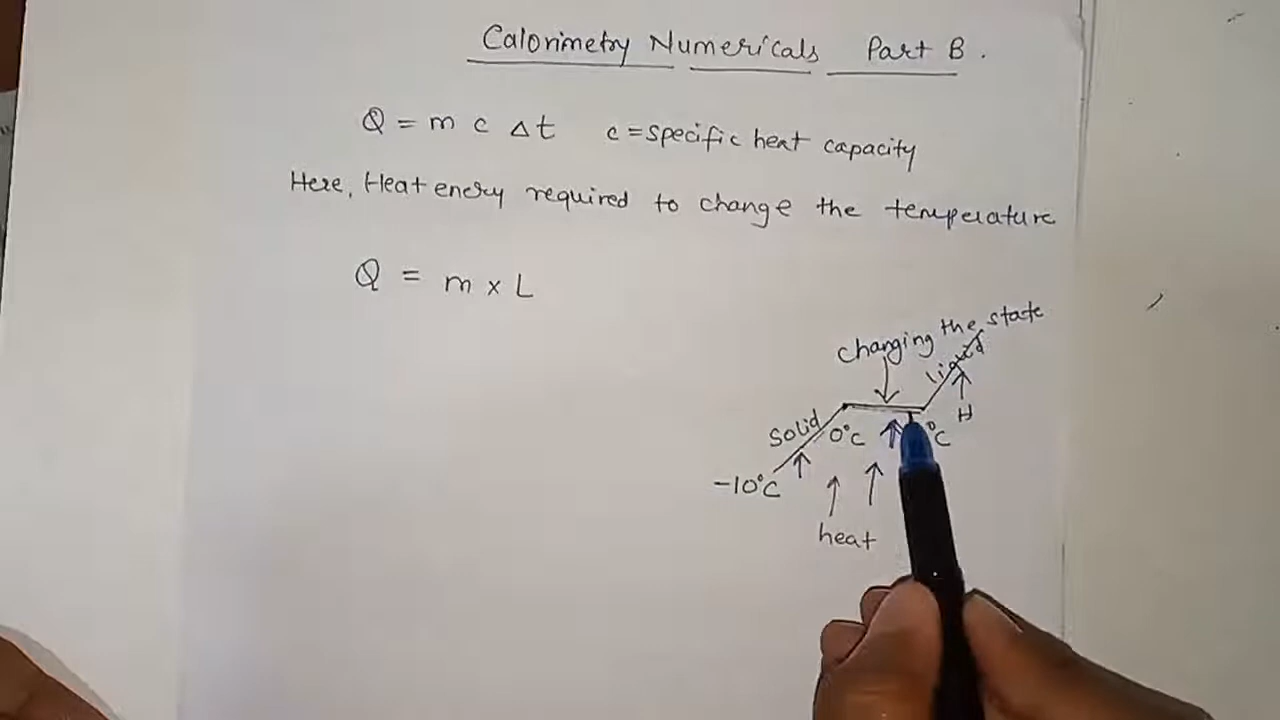 Calorimetry Numericals Part B.
Q = m c Δt c = specific heat capacity
Here, Heat enery required to change the temperature
Q = m × L
changing the state
liquid
Solid
0°C
°C
H
-10°C
heat